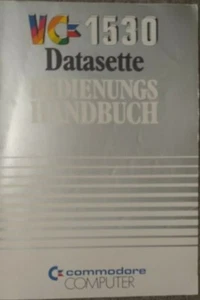 VC 1530
Datasette
BEDIENUNGS
HANDBUCH
commodore
COMPUTER